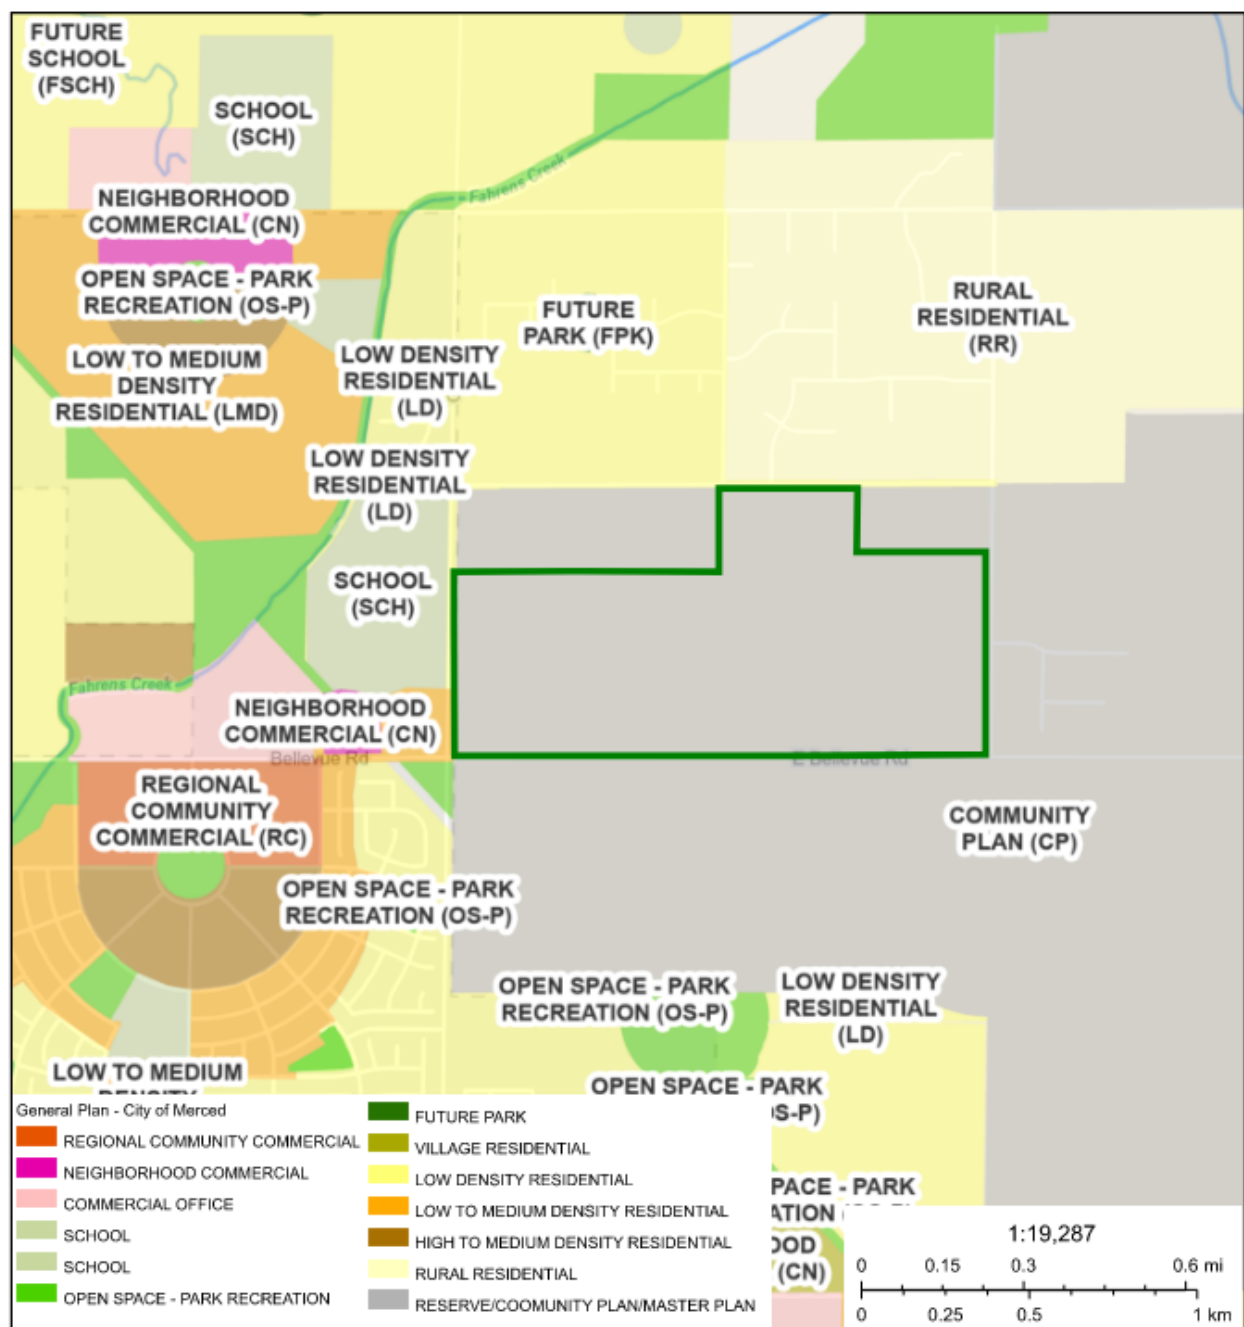 FUTURE
SCHOOL
(FSCH)
SCHOOL
(SCH)
Fahrens Creek
NEIGHBORHOOD
COMMERCIAL (CN)
OPEN SPACE - PARK
RECREATION (OS-P)
FUTURE
PARK (FPK)
RURAL
RESIDENTIAL
(RR)
LOW TO MEDIUM
DENSITY
RESIDENTIAL (LMD)
LOW DENSITY
RESIDENTIAL
(LD)
LOW DENSITY
RESIDENTIAL
(LD)
SCHOOL
(SCH)
Fahrens Creek
NEIGHBORHOOD
COMMERCIAL (CN)
Bellevue Rd
E Bellevue Rd
REGIONAL
COMMUNITY
COMMERCIAL (RC)
COMMUNITY
PLAN (CP)
OPEN SPACE - PARK
RECREATION (OS-P)
OPEN SPACE - PARK
RECREATION (OS-P)
LOW DENSITY
RESIDENTIAL
(LD)
LOW TO MEDIUM
OPEN SPACE - PARK
OS-P)
PACE - PARK
ATION
OOD
(CN)
General Plan - City of Merced
REGIONAL COMMUNITY COMMERCIAL
NEIGHBORHOOD COMMERCIAL
COMMERCIAL OFFICE
SCHOOL
SCHOOL
OPEN SPACE - PARK RECREATION
FUTURE PARK
VILLAGE RESIDENTIAL
LOW DENSITY RESIDENTIAL
LOW TO MEDIUM DENSITY RESIDENTIAL
HIGH TO MEDIUM DENSITY RESIDENTIAL
RURAL RESIDENTIAL
RESERVE/COOMUNITY PLAN/MASTER PLAN
1:19,287
0 0.15 0.3 0.6 mi
0 0.25 0.5 1 km